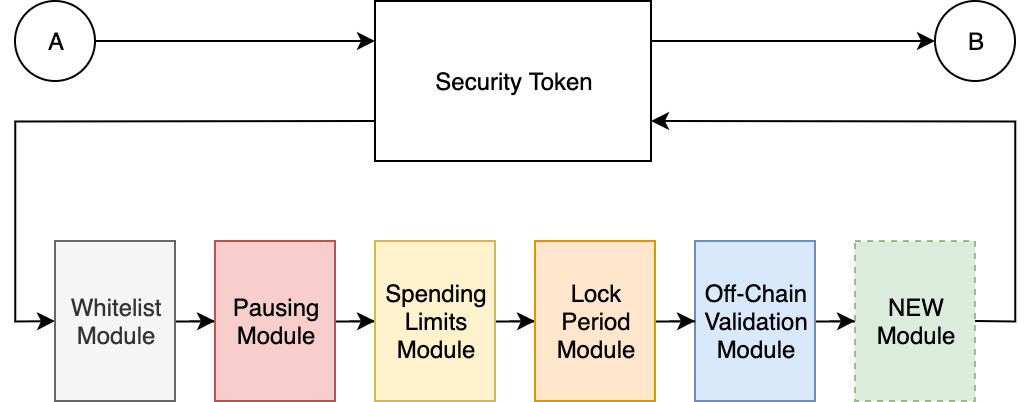 A
Security Token
B
Whitelist
Module
Pausing
Module
Spending
Limits
Module
Lock
Period
Module
Off-Chain
Validation
Module
NEW
Module